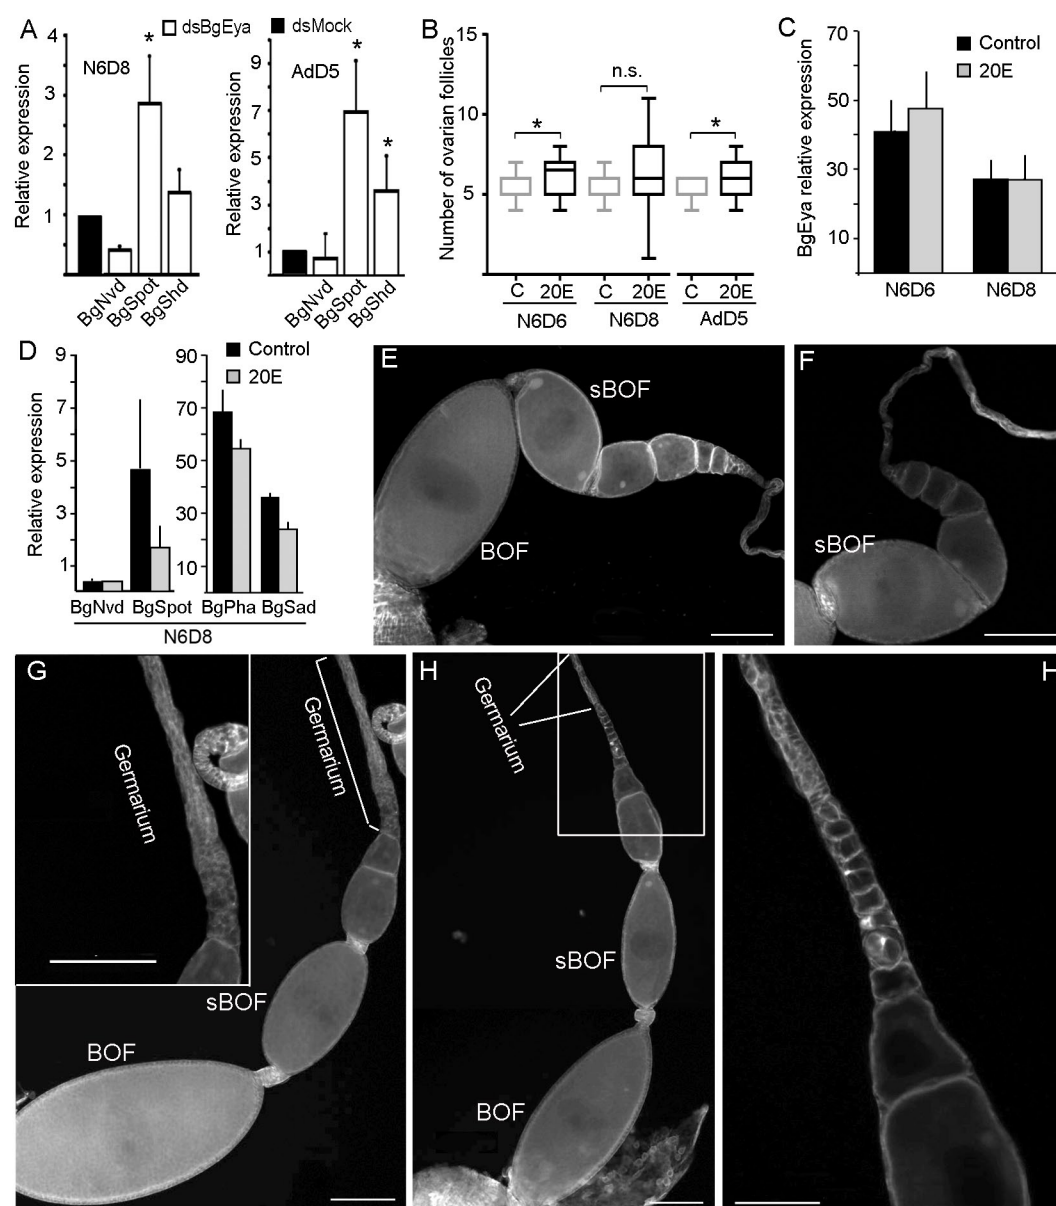 A
dsBgEya
dsMock
Relative expression
4
3
2
1
N6D8
*
BgNvd
BgSpot
BgShd
Relative expression
9
7
5
3
1
AdD5
*
*
BgNvd
BgSpot
BgShd
B
Number of ovarian follicles
15
10
5
*
n.s.
*
C 20E C 20E C 20E
N6D6 N6D8 AdD5
C
BgEya relative expression
70
50
30
10
Control
20E
N6D6 N6D8
D
Relative expression
9
7
5
3
1
90
70
50
30
10
Control
20E
BgNvd BgSpot BgPha BgSad
N6D8
E
sBOF
BOF
F
sBOF
G
Germarium
Germarium
sBOF
BOF
H
Germarium
sBOF
BOF
H